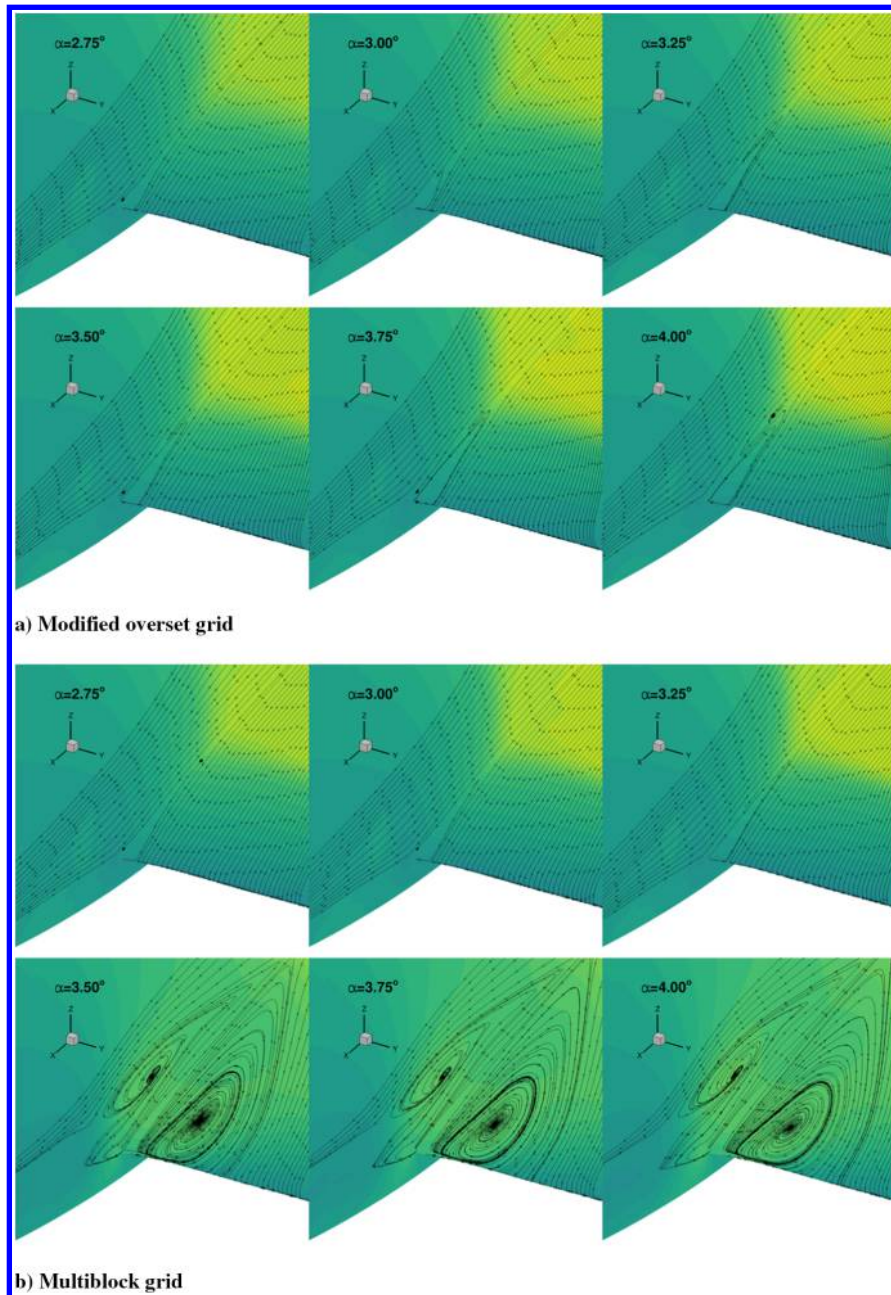 α=2.75° α=3.00° α=3.25°
Z Z Z
X Y X Y X Y
α=3.50° α=3.75° α=4.00°
Z Z Z
X Y X Y X Y
a) Modified overset grid
α=2.75° α=3.00° α=3.25°
Z Z Z
X Y X Y X Y
α=3.50° α=3.75° α=4.00°
Z Z Z
X Y X Y X Y
b) Multiblock grid